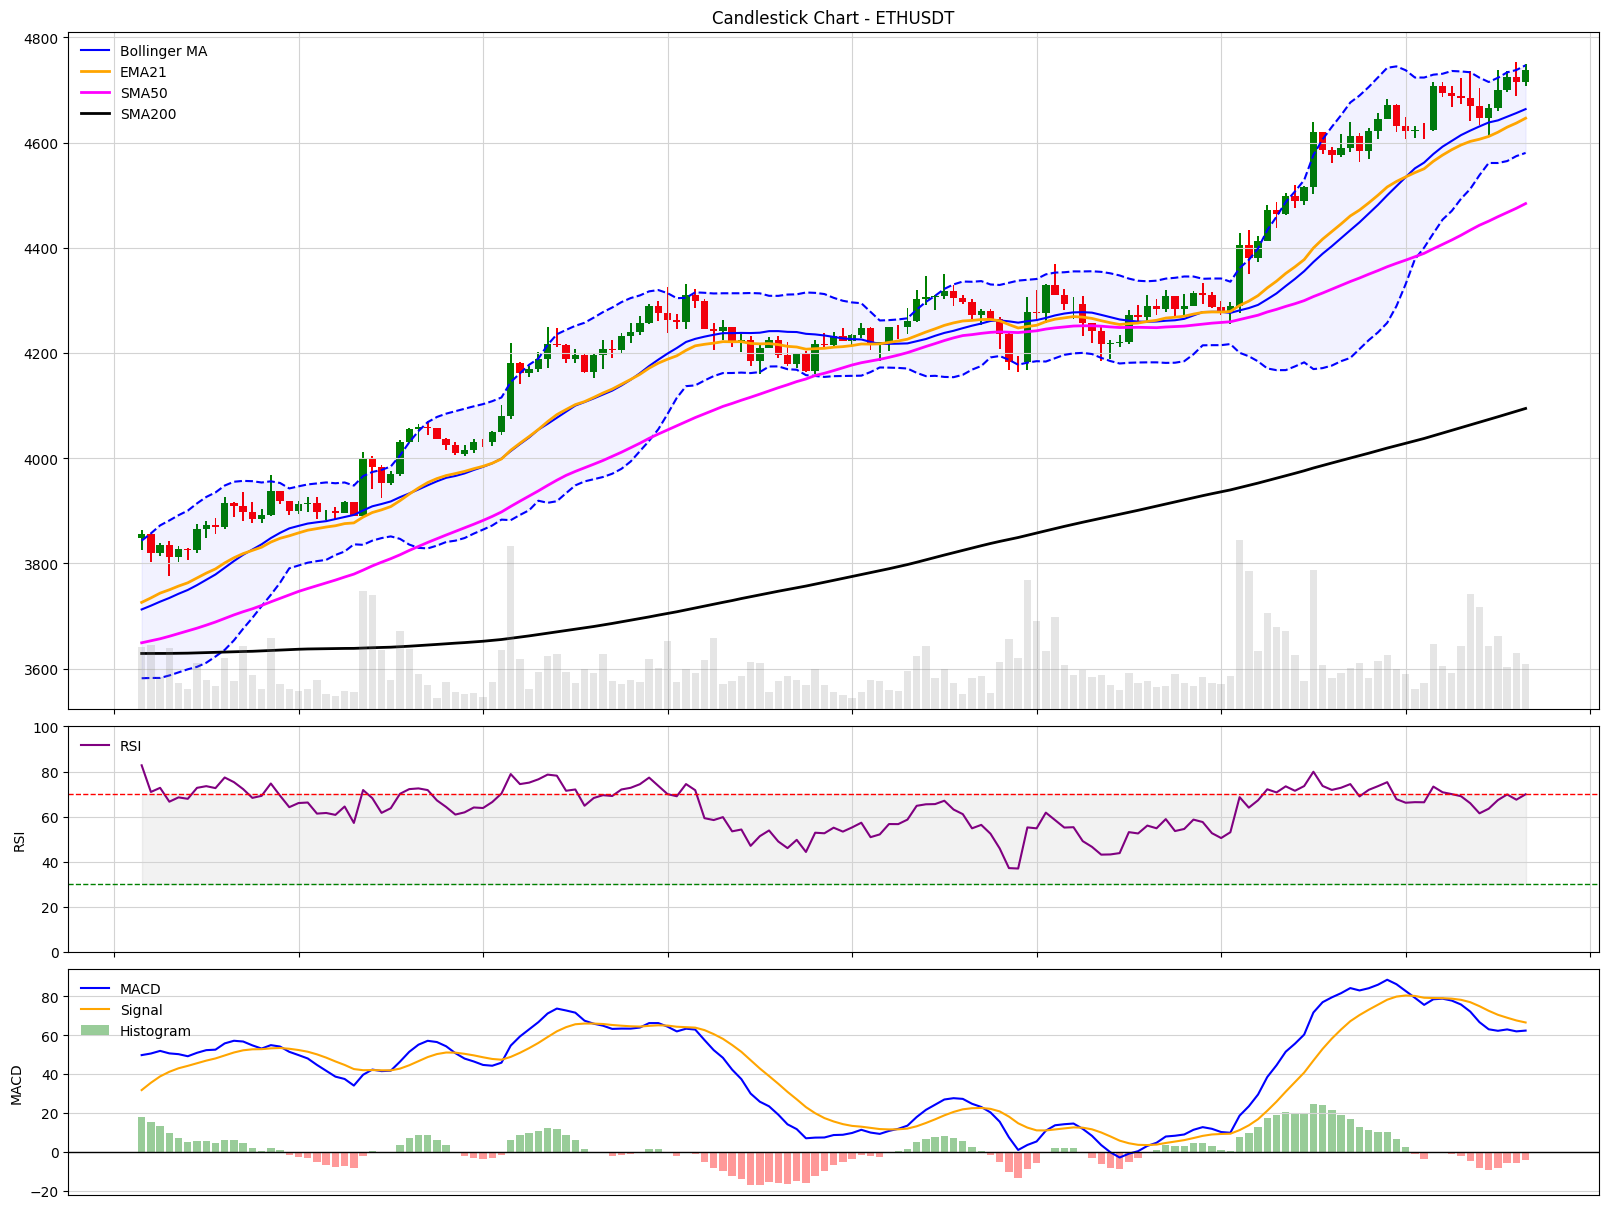 Candlestick Chart - ETHUSDT
4800
Bollinger MA
EMA21
SMA50
SMA200
4600
4400
4200
4000
3800
3600
100
RSI
80
60
RSI
40
20
0
MACD
80
Signal
Histogram
60
40
MACD
20
0
−20